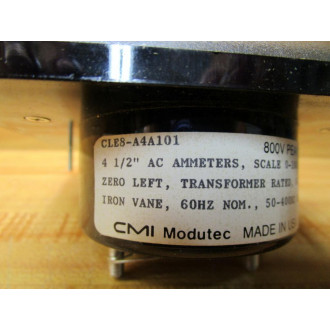 CLE8-A4A101 800V
4 1/2" AC AMMETERS, SCALE
ZERO LEFT, TRANSFORMER RATED,
IRON VANE, 60HZ NOM.,
CMI Modutec MADE IN